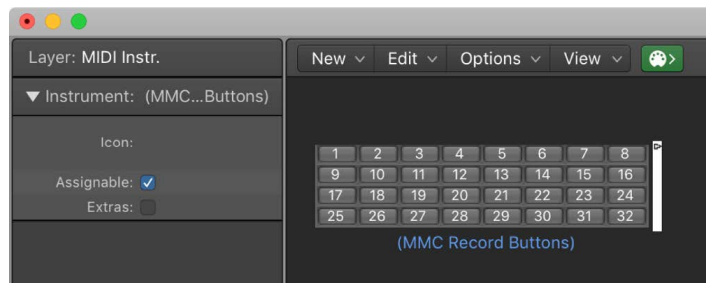 Layer: MIDI Instr.
New Edit Options View
Instrument: (MMC...Buttons)
Icon:
Assignable:
Extras:
1 2 3 4 5 6 7 8
9 10 11 12 13 14 15 16
17 18 19 20 21 22 23 24
25 26 27 28 29 30 31 32
(MMC Record Buttons)